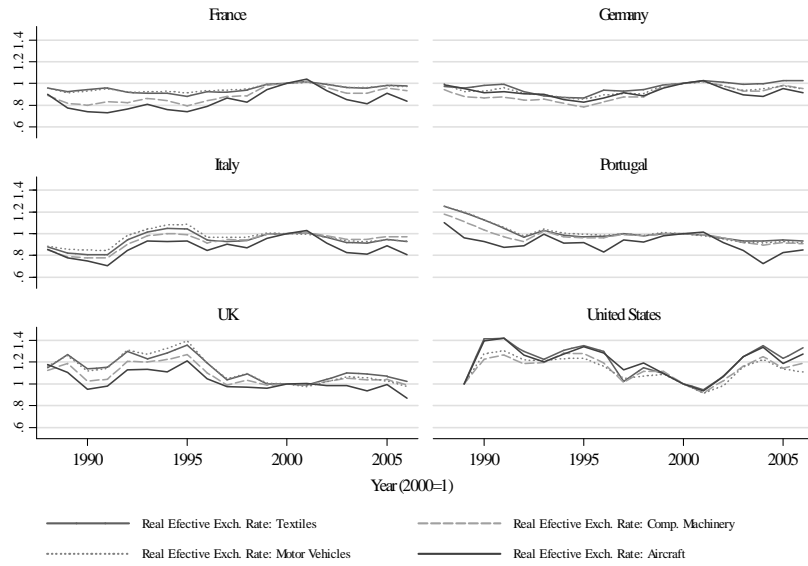 France
Germany
.6 .8 1 1.2 1.4
Italy
Portugal
.6 .8 1 1.2 1.4
UK
United States
.6 .8 1 1.2 1.4
1990 1995 2000 2005 1990 1995 2000 2005
Year (2000=1)
Real Efective Exch. Rate: Textiles
Real Efective Exch. Rate: Comp. Machinery
Real Efective Exch. Rate: Motor Vehicles
Real Efective Exch. Rate: Aircraft